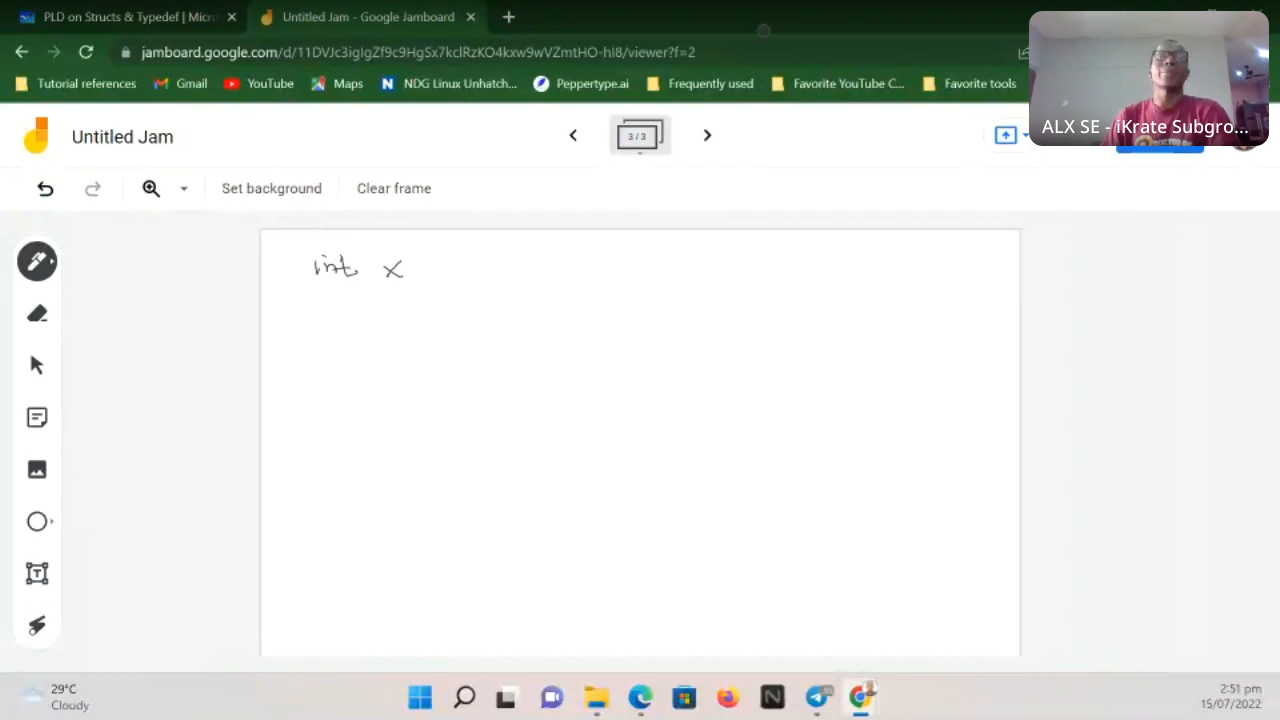 PLD on Structs & Typedef | Micro
Untitled Jam - Google Jamboard
jamboard.google.com/d/11DVJc3igIgZf9c9HgSx7kclRzKO4kxw9wVZmtHO-hI8/viewer?f=2
Tutorial references
Gmail
YouTube
Maps
NDG Linux Unhatch...
Peppertype.ai
Frequently used
Favorite YouTube C...
Favorite tools
ALX SE - iKrate Subgro...
Untitled Jam
3 / 3
Set background
Clear frame
int x
29°C
Cloudy
2:51 pm
15/07/2022